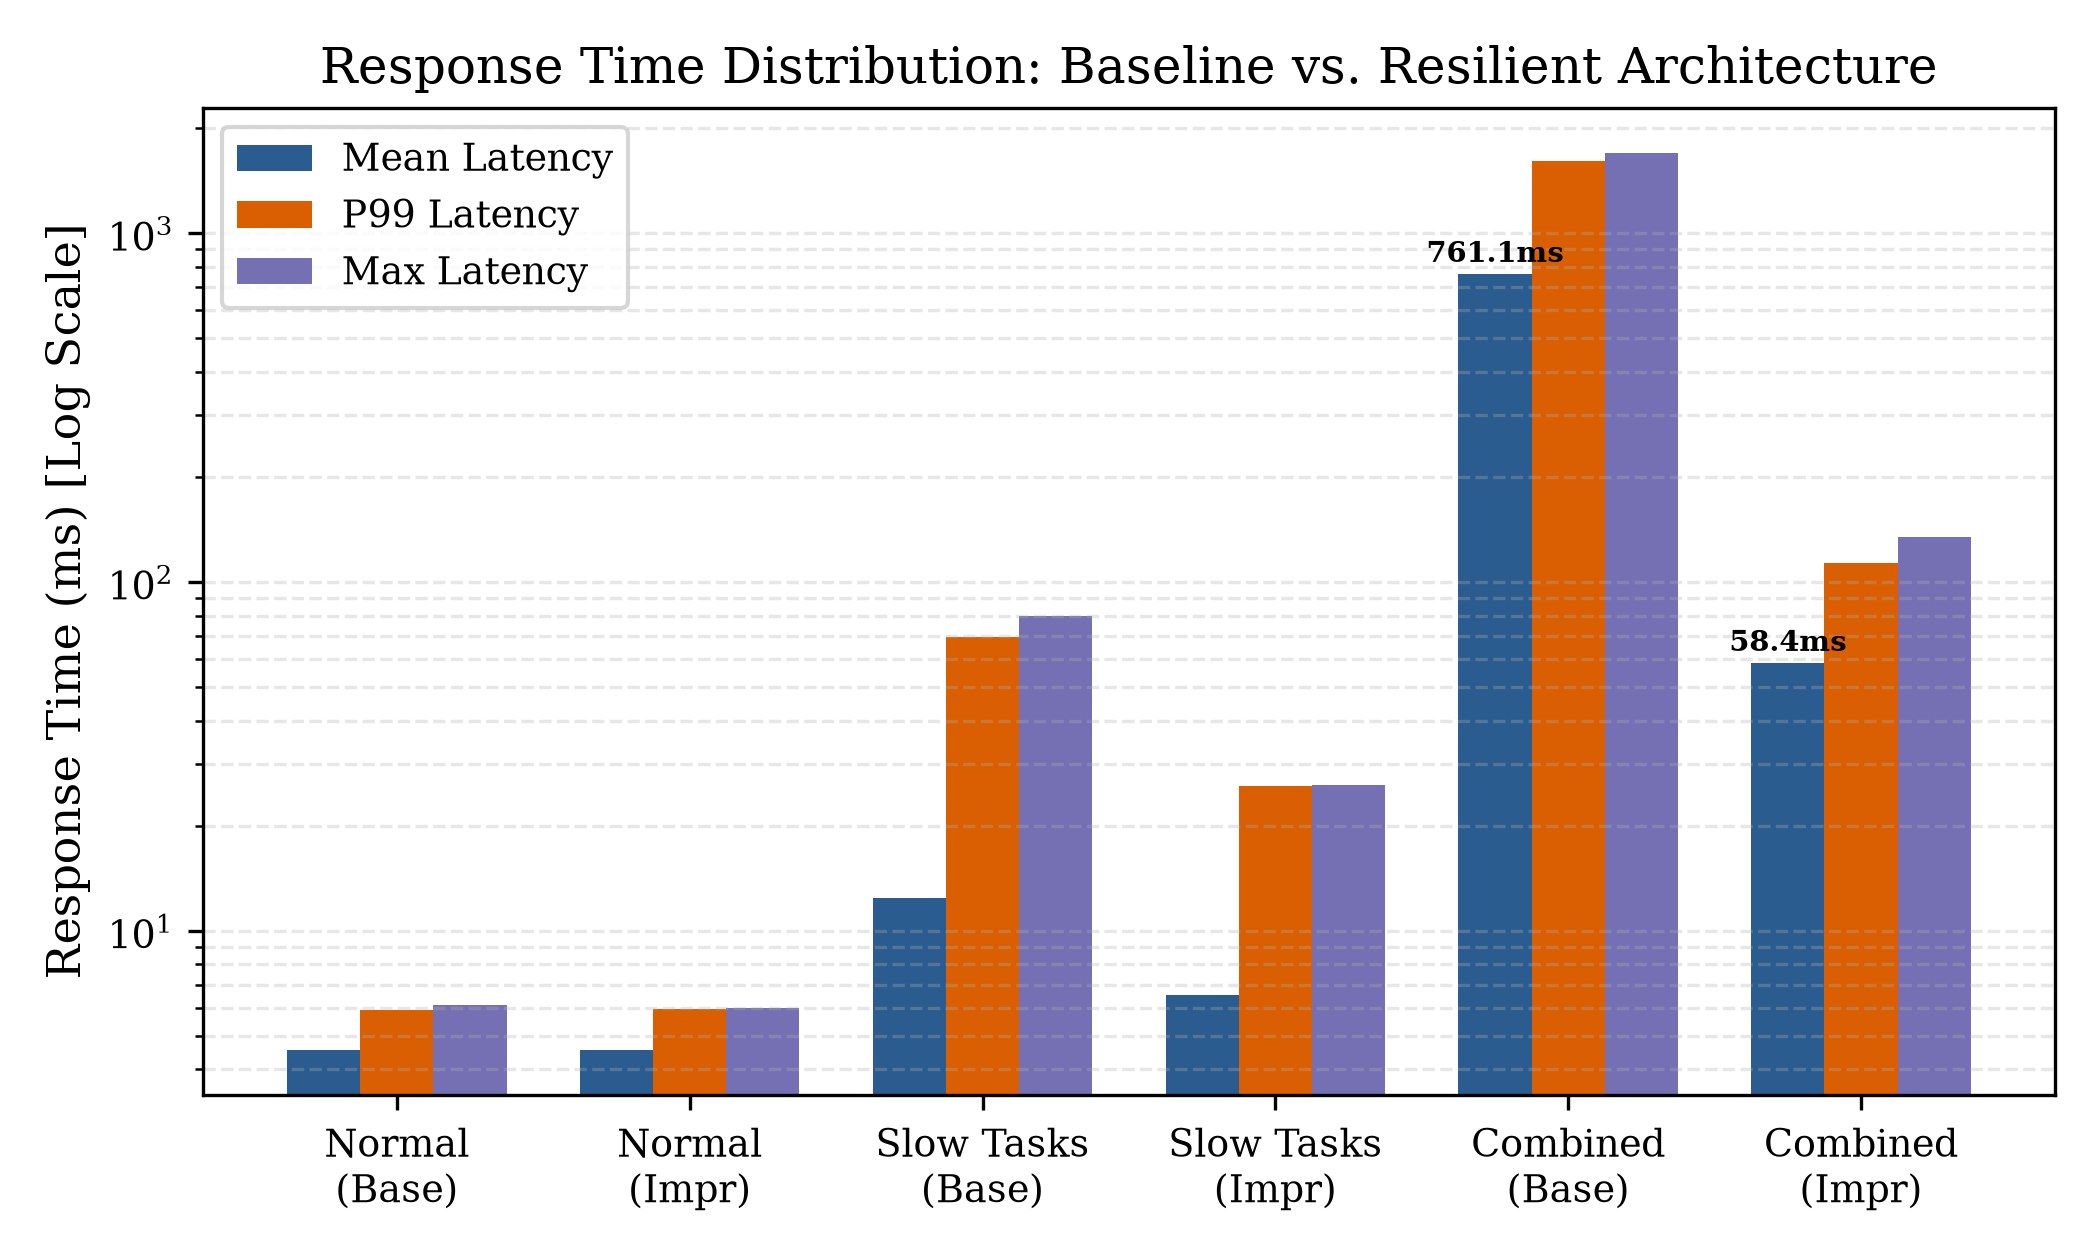 Response Time Distribution: Baseline vs. Resilient Architecture
Mean Latency
P99 Latency
Max Latency
Response Time (ms) [Log Scale]
10³
10²
10¹
761.1ms
58.4ms
Normal
(Base)
Normal
(Impr)
Slow Tasks
(Base)
Slow Tasks
(Impr)
Combined
(Base)
Combined
(Impr)